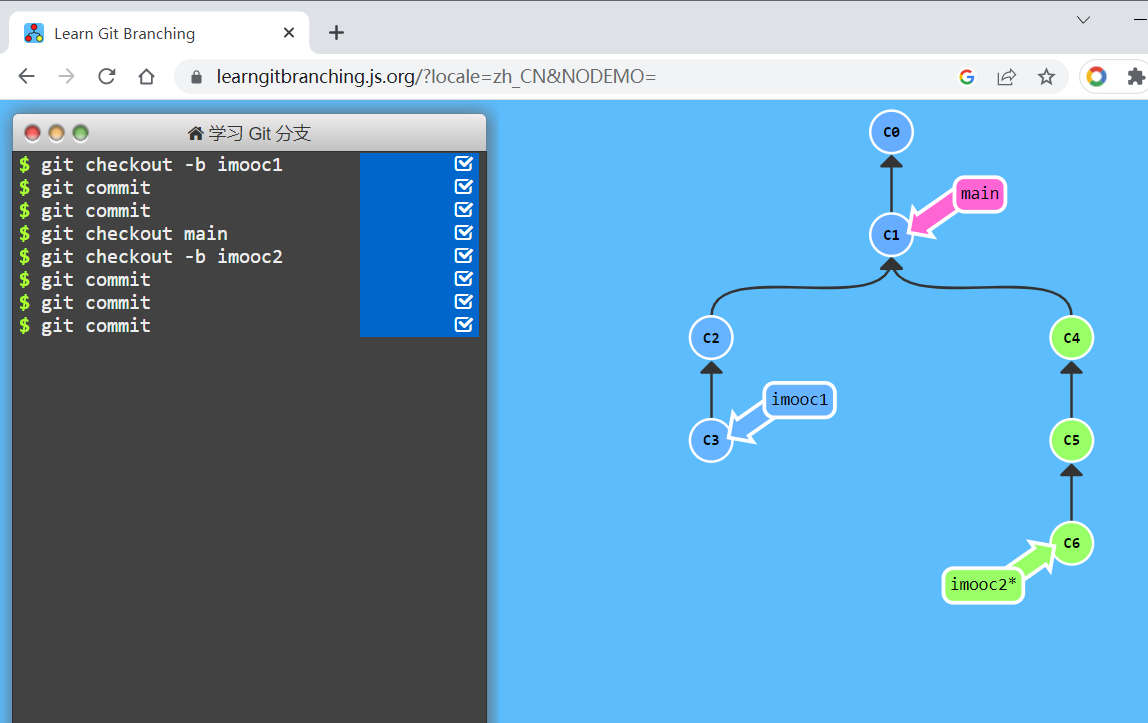 Learn Git Branching
learngitbranching.js.org/?locale=zh_CN&NODEMO=
学习 Git 分支
$ git checkout -b imooc1
$ git commit
$ git commit
$ git checkout main
$ git checkout -b imooc2
$ git commit
$ git commit
$ git commit
C0
main
C1
C2
C4
imooc1
C3
C5
C6
imooc2*